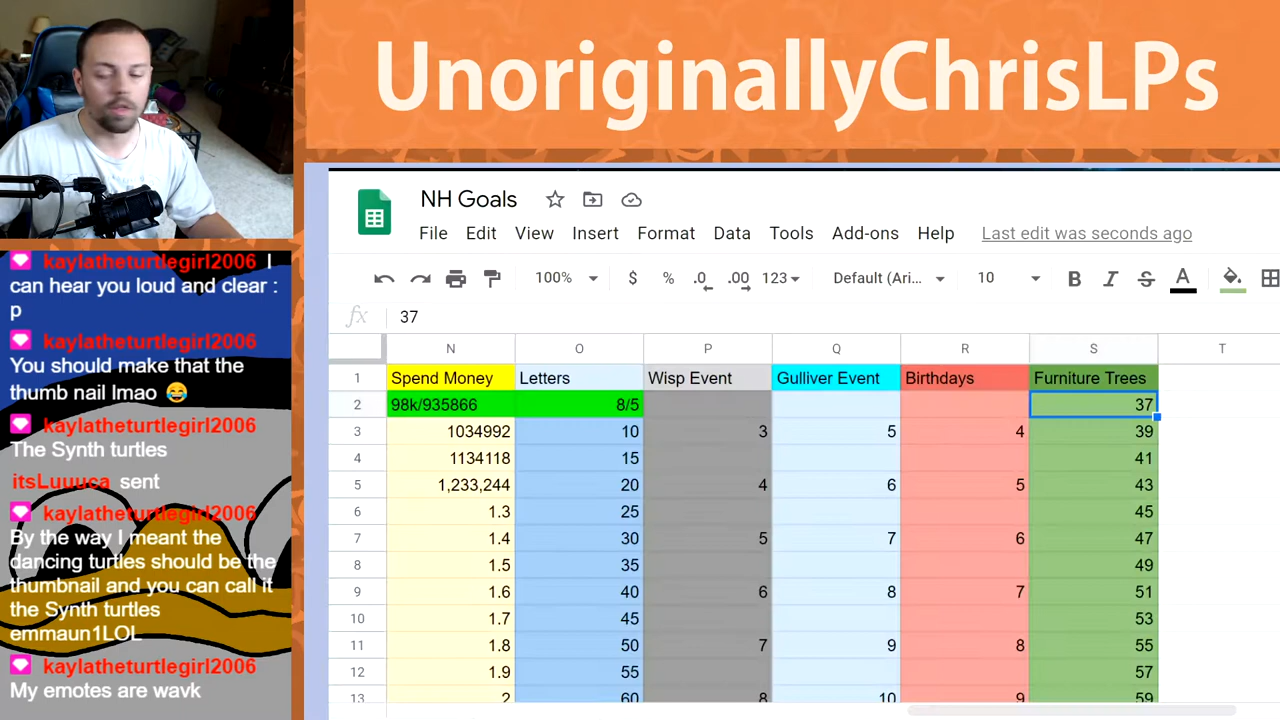 UnoriginallyChrisLPs
kaylatheturtlegirl2006 I
can hear you loud and clear :
p
kaylatheturtlegirl2006
You should make that the
thumb nail lmao 😂
kaylatheturtlegirl2006
The Synth turtles
itsLuuuca sent
kaylatheturtlegirl2006
By the way I meant the
dancing turtles should be the
thumbnail and you can call it
the Synth turtles
emmaun1LOL
kaylatheturtlegirl2006
My emotes are wavk
NH Goals
File Edit View Insert Format Data Tools Add-ons Help Last edit was seconds ago
100% $ % .0 .00 123 Default (Ari... 10 B I S A
fx 37
N O P Q R S T
1 Spend Money Letters Wisp Event Gulliver Event Birthdays Furniture Trees
2 98k/935866 8/5 37
3 1034992 10 3 5 4 39
4 1134118 15 41
5 1,233,244 20 4 6 5 43
6 1.3 25 45
7 1.4 30 5 7 6 47
8 1.5 35 49
9 1.6 40 6 8 7 51
10 1.7 45 53
11 1.8 50 7 9 8 55
12 1.9 55 57
13 2 60 8 10 9 59